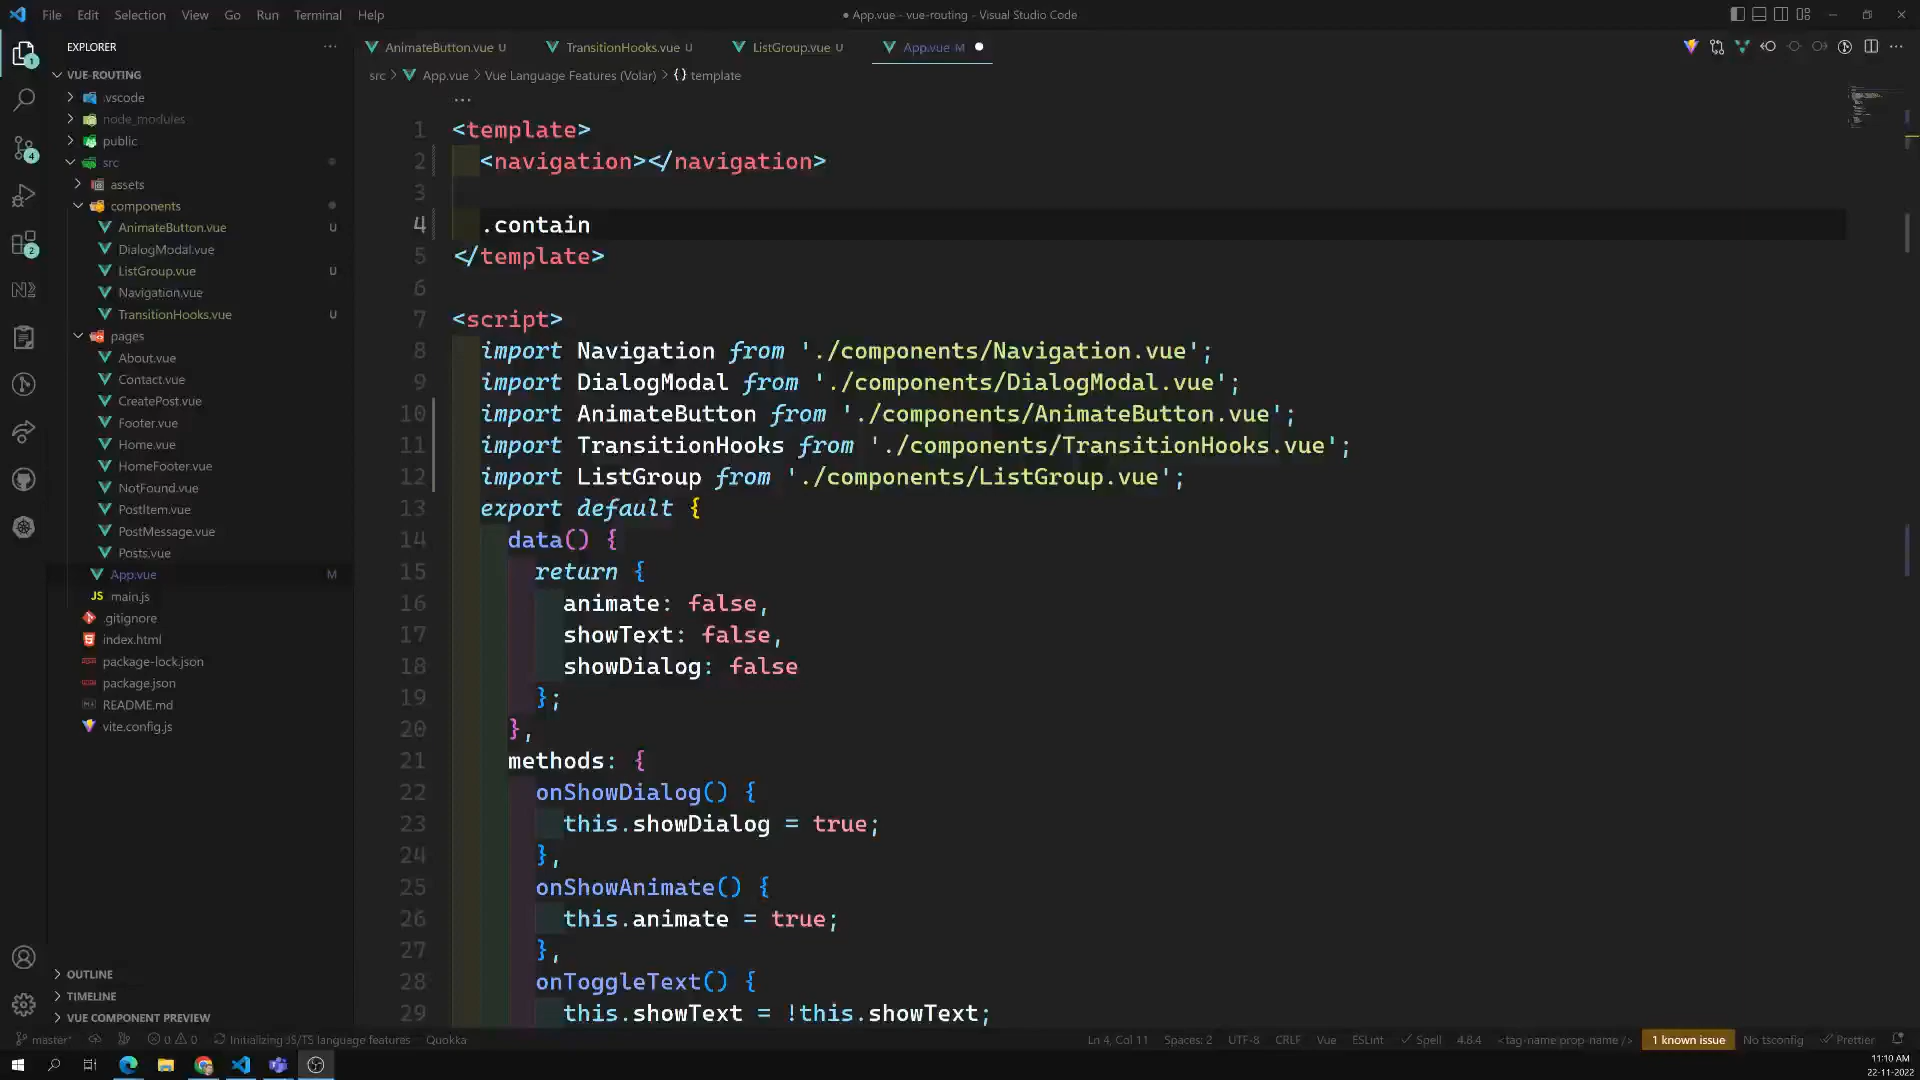 File Edit Selection View Go Run Terminal Help
● App.vue - vue-routing - Visual Studio Code
EXPLORER
VUE-ROUTING
.vscode
node_modules
public
src
assets
components
AnimateButton.vue U
DialogModal.vue
ListGroup.vue U
Navigation.vue
TransitionHooks.vue U
pages
About.vue
Contact.vue
CreatePost.vue
Footer.vue
Home.vue
HomeFooter.vue
NotFound.vue
PostItem.vue
PostMessage.vue
Posts.vue
App.vue M
JS main.js
.gitignore
index.html
package-lock.json
package.json
README.md
vite.config.js
OUTLINE
TIMELINE
VUE COMPONENT PREVIEW
AnimateButton.vue U TransitionHooks.vue U ListGroup.vue U App.vue M ●
src > App.vue > Vue Language Features (Volar) > {} template
...
1 <template>
2 <navigation></navigation>
3
4 .contain
5 </template>
6
7 <script>
8 import Navigation from './components/Navigation.vue';
9 import DialogModal from './components/DialogModal.vue';
10 import AnimateButton from './components/AnimateButton.vue';
11 import TransitionHooks from './components/TransitionHooks.vue';
12 import ListGroup from './components/ListGroup.vue';
13 export default {
14 data() {
15 return {
16 animate: false,
17 showText: false,
18 showDialog: false
19 };
20 },
21 methods: {
22 onShowDialog() {
23 this.showDialog = true;
24 },
25 onShowAnimate() {
26 this.animate = true;
27 },
28 onToggleText() {
29 this.showText = !this.showText;
master* 0 0 Initializing JS/TS language features Quokka Ln 4, Col 11 Spaces: 2 UTF-8 CRLF Vue ESLint Spell 4.8.4 <tag-name prop-name /> 1 known issue No tsconfig Prettier
11:10 AM
22-11-2022